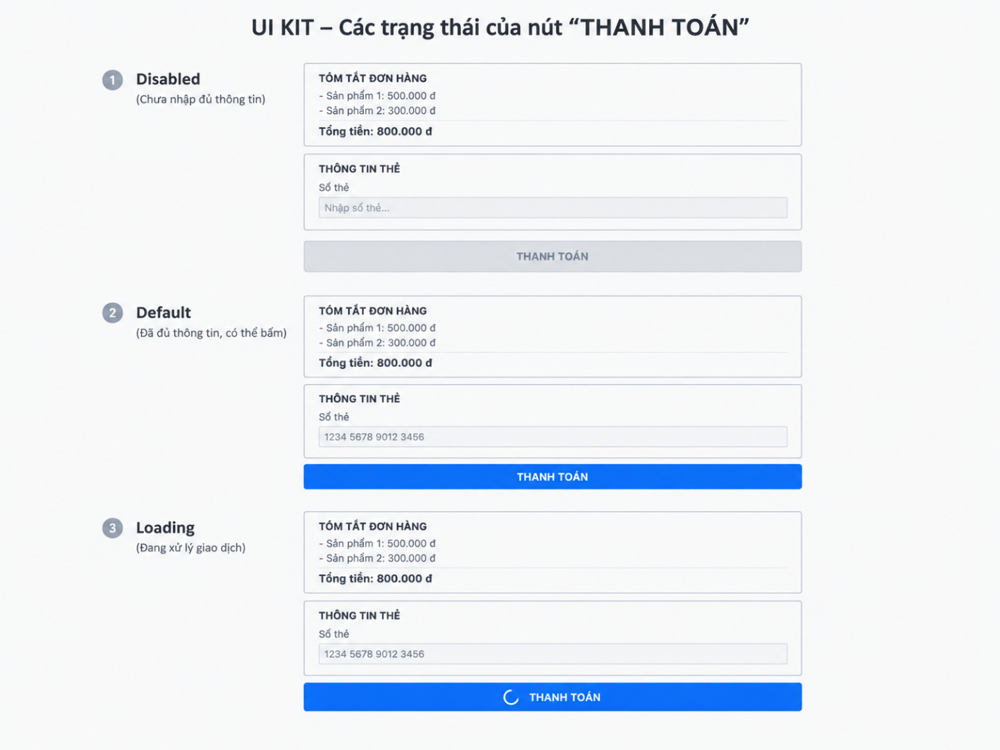 UI KIT – Các trạng thái của nút “THANH TOÁN”
1 Disabled
(Chưa nhập đủ thông tin)
TÓM TẮT ĐƠN HÀNG
- Sản phẩm 1: 500.000 đ
- Sản phẩm 2: 300.000 đ
Tổng tiền: 800.000 đ
THÔNG TIN THẺ
Số thẻ
Nhập số thẻ...
THANH TOÁN
2 Default
(Đã đủ thông tin, có thể bấm)
TÓM TẮT ĐƠN HÀNG
- Sản phẩm 1: 500.000 đ
- Sản phẩm 2: 300.000 đ
Tổng tiền: 800.000 đ
THÔNG TIN THẺ
Số thẻ
1234 5678 9012 3456
THANH TOÁN
3 Loading
(Đang xử lý giao dịch)
TÓM TẮT ĐƠN HÀNG
- Sản phẩm 1: 500.000 đ
- Sản phẩm 2: 300.000 đ
Tổng tiền: 800.000 đ
THÔNG TIN THẺ
Số thẻ
1234 5678 9012 3456
THANH TOÁN